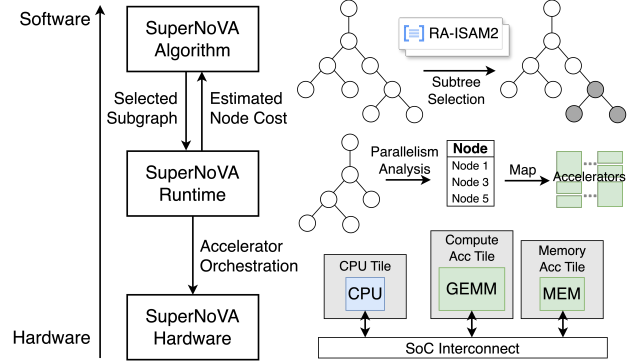 Software
SuperNoVA
Algorithm
RA-ISAM2
Subtree
Selection
Selected
Subgraph
Estimated
Node Cost
SuperNoVA
Runtime
Parallelism
Analysis
Node
Node 1
Node 3
Node 5
Map
Accelerators
Accelerator
Orchestration
SuperNoVA
Hardware
Hardware
CPU Tile
CPU
Compute
Acc Tile
GEMM
Memory
Acc Tile
MEM
SoC Interconnect